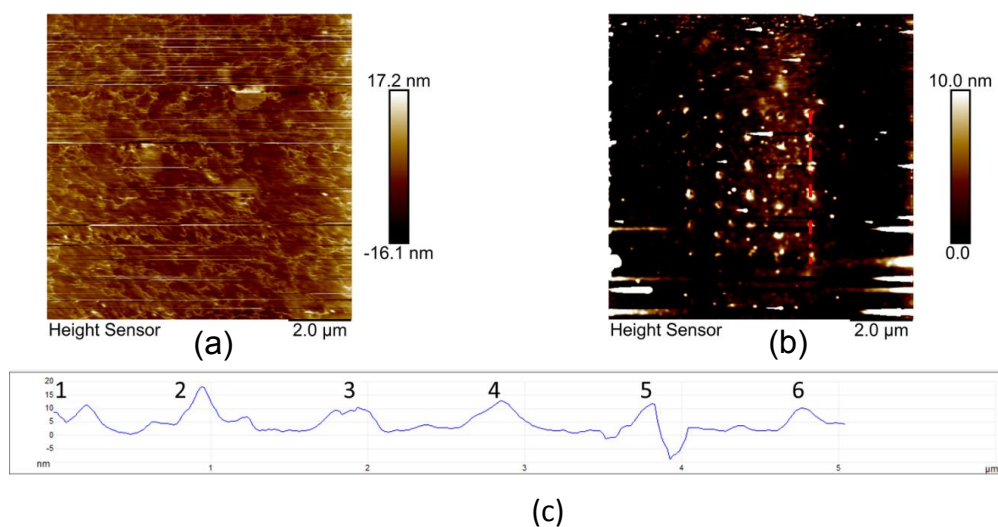 17.2 nm
-16.1 nm
Height Sensor
2.0 µm
(a)
10.0 nm
0.0
Height Sensor
2.0 µm
(b)
1 2 3 4 5 6
20
15
10
5
-5
nm
1 2 3 4 5 µm
(c)